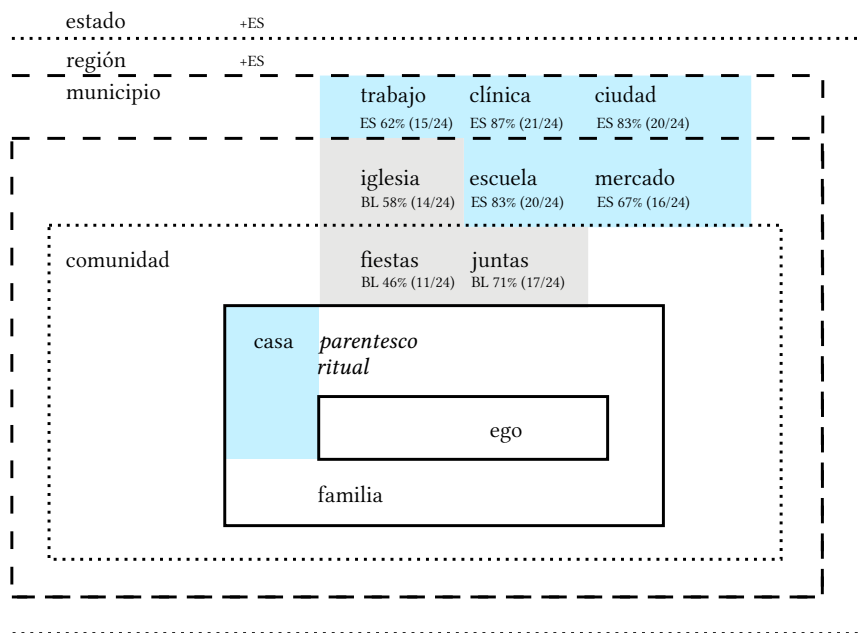 estado +ES
región +ES
municipio
trabajo clínica ciudad
ES 62% (15/24) ES 87% (21/24) ES 83% (20/24)
iglesia escuela mercado
BL 58% (14/24) ES 83% (20/24) ES 67% (16/24)
comunidad fiestas juntas
BL 46% (11/24) BL 71% (17/24)
casa parentesco
ritual
ego
familia